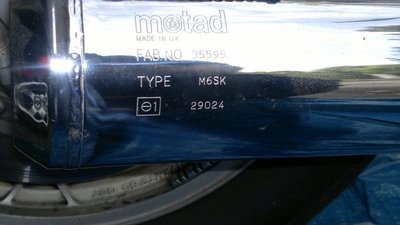 motad
MADE IN UK
FAB.NO 35599
TYPE M6SK
e1 29024